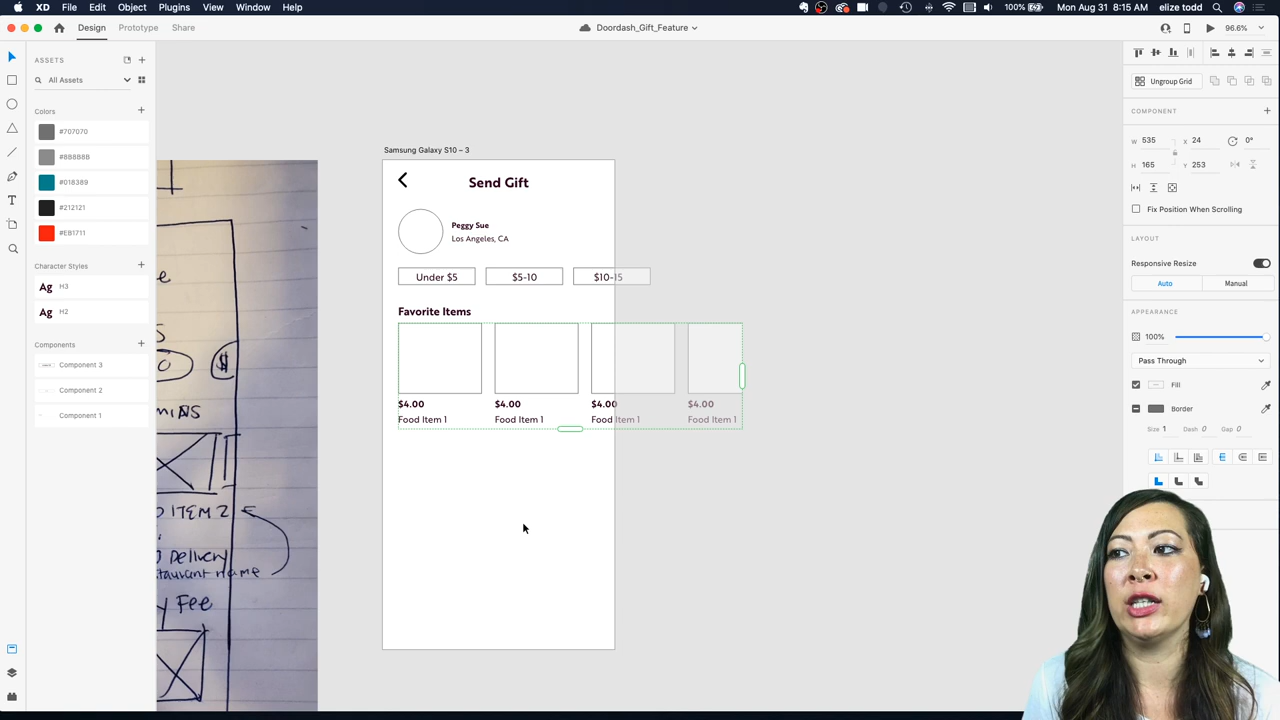 XD File Edit Object Plugins View Window Help
100% Mon Aug 31 8:15 AM elize todd
Design Prototype Share
Doordash_Gift_Feature
96.6%
ASSETS
All Assets
Colors
#707070
#8B8B8B
#018389
#212121
#EB1711
Character Styles
Ag H3
Ag H2
Components
Component 3
Component 2
Component 1
MINS
$
ITEM 2
Delivery
staurant name
y Fee
Samsung Galaxy S10 – 3
Send Gift
Peggy Sue
Los Angeles, CA
Under $5 $5-10 $10-15
Favorite Items
$4.00 $4.00 $4.00 $4.00
Food Item 1 Food Item 1 Food Item 1 Food Item 1
Ungroup Grid
COMPONENT
W 535 X 24 0°
H 165 Y 253
Fix Position When Scrolling
LAYOUT
Responsive Resize
Auto Manual
APPEARANCE
100%
Pass Through
Fill
Border
Size 1 Dash 0 Gap 0